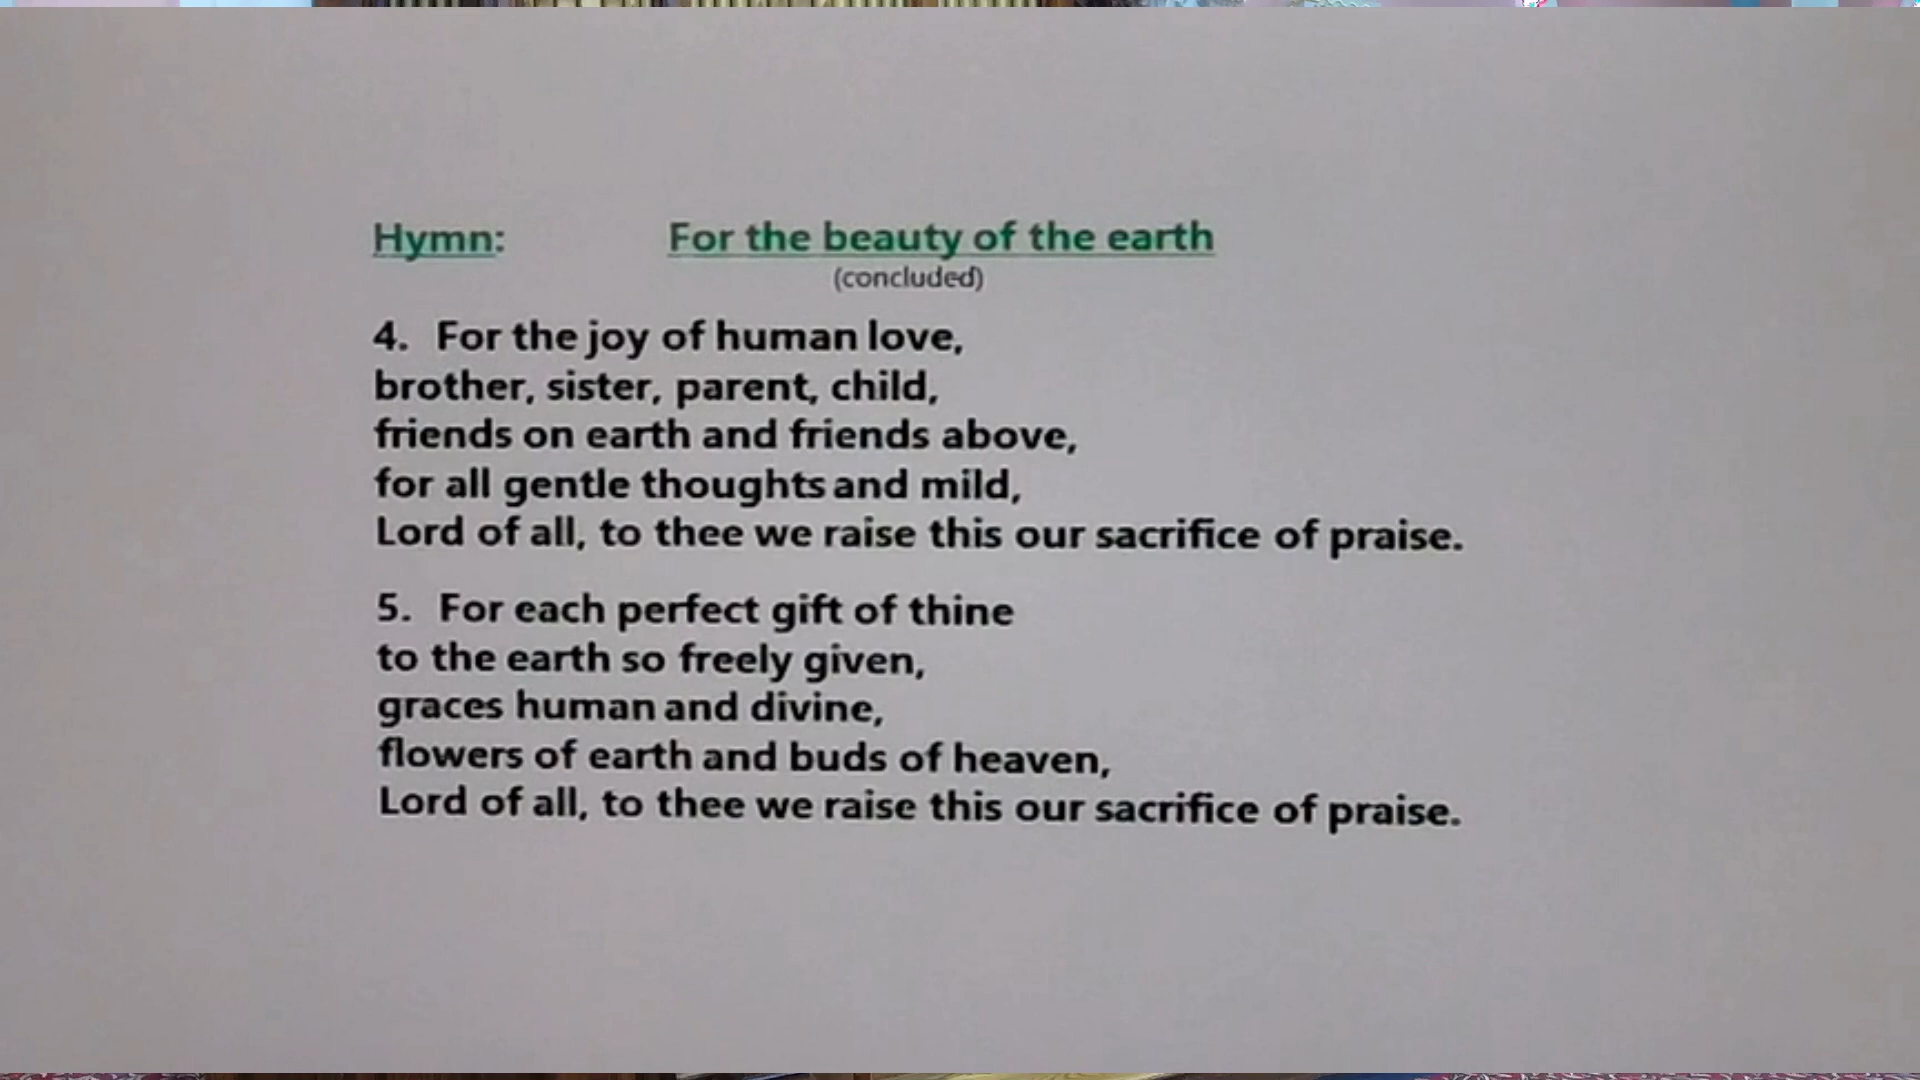 Hymn: For the beauty of the earth
(concluded)
4. For the joy of human love,
brother, sister, parent, child,
friends on earth and friends above,
for all gentle thoughts and mild,
Lord of all, to thee we raise this our sacrifice of praise.
5. For each perfect gift of thine
to the earth so freely given,
graces human and divine,
flowers of earth and buds of heaven,
Lord of all, to thee we raise this our sacrifice of praise.